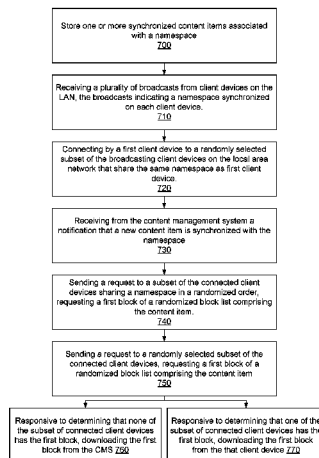 Store one or more synchronized content items associated
with a namespace
700
Receiving a plurality of broadcasts from client devices on the
LAN, the broadcasts indicating a namespace synchronized
on each client device.
710
Connecting by a first client device to a randomly selected
subset of the broadcasting client devices on the local area
network that share the same namespace as first client
device.
720
Receiving from the content management system a
notification that a new content item is synchronized with the
namespace
730
Sending a request to a subset of the connected client
devices sharing a namespace in a randomized order,
requesting a first block of a randomized block list comprising
the content item.
740
Sending a request to a randomly selected subset of the
connected client devices, requesting a first block of a
randomized block list comprising the content item
750
Responsive to determining that none of
the subset of connected client devices
has the first block, downloading the first
block from the CMS 760
Responsive to determining that one of the
subset of connected client devices has the
first block, downloading the first block
from the that client device 770